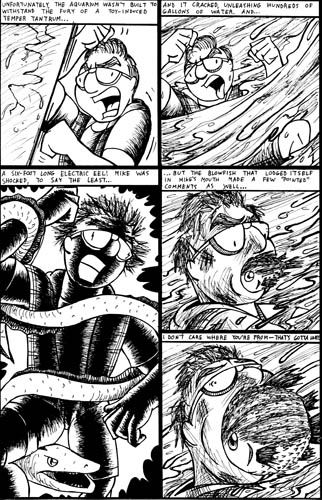 UNFORTUNATELY, THE AQUARIUM WASN'T BUILT TO
WITHSTAND THE FURY OF A TOY-INDUCED
TEMPER TANTRUM...
AND IT CRACKED, UNLEASHING HUNDREDS OF
GALLONS OF WATER. AND...
A SIX-FOOT LONG ELECTRIC EEL! MIKE WAS
SHOCKED, TO SAY THE LEAST...
...BUT THE BLOWFISH THAT LODGED ITSELF
IN MIKE'S MOUTH MADE A FEW "POINTED"
COMMENTS AS WELL...
I DON'T CARE WHERE YOU'RE FROM—THAT'S GOTTA